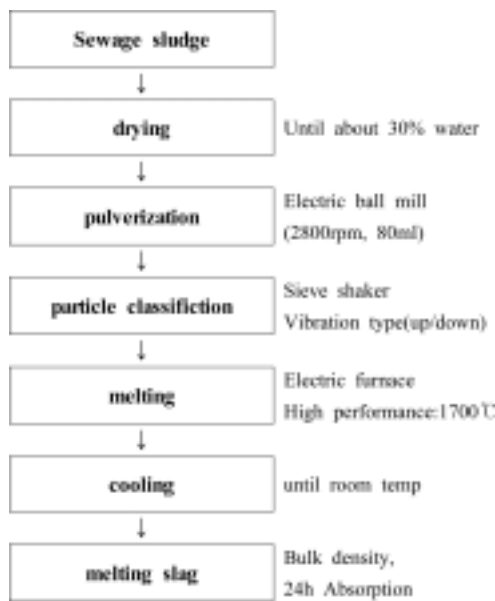 Sewage sludge
↓
drying
Until about 30% water
↓
pulverization
Electric ball mill
(2800rpm, 80ml)
↓
particle classifiction
Sieve shaker
Vibration type(up/down)
↓
melting
Electric furnace
High performance:1700℃
↓
cooling
until room temp
↓
melting slag
Bulk density,
24h Absorption